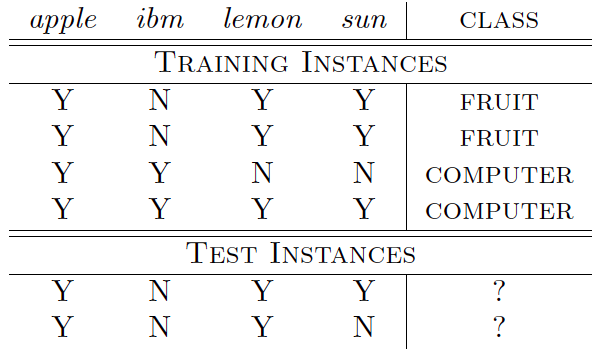 apple ibm lemon sun CLASS
TRAINING INSTANCES
Y N Y Y FRUIT
Y N Y Y FRUIT
Y Y N N COMPUTER
Y Y Y Y COMPUTER
TEST INSTANCES
Y N Y Y ?
Y N Y N ?